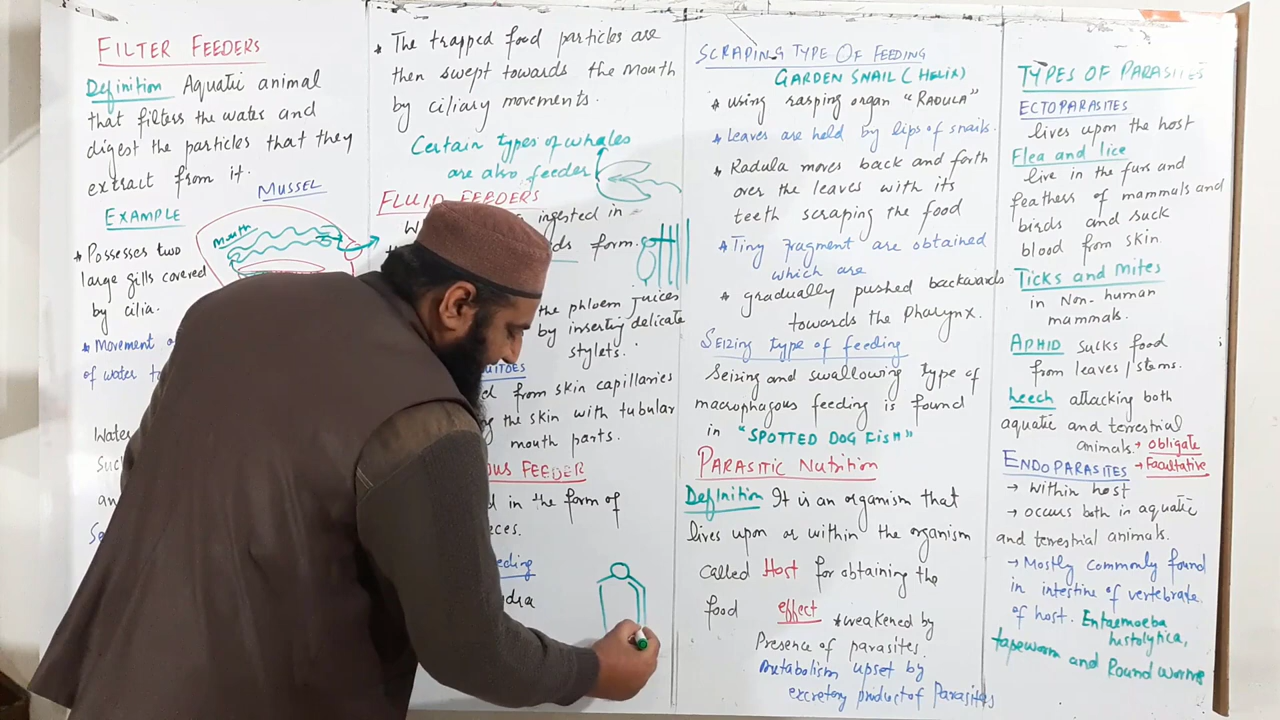 FILTER FEEDERS
Definition Aquatic animal
that filters the water and
digest the particles that they
extract from it.
MUSSEL
EXAMPLE
Mouth
* Possesses two
large gills covered
by cilia.
* Movement
of water
Water
* The trapped food particles are
then swept towards the Mouth
by ciliary movements.
Certain types of whales
are also feeder
FLUID FEEDERS
ingested in
form.
the phloem juices
by inserting delicate
stylets.
from skin capillaries
the skin with tubular
mouth parts.
FEEDER
in the form of
SCRAPING TYPE OF FEEDING
GARDEN SNAIL (HELIX)
* using rasping organ "RADULA"
* Leaves are held by lips of snails.
* Radula moves back and forth
over the leaves with its
teeth scraping the food
* Tiny fragment are obtained
which are
* gradually pushed backwards
towards the Pharynx.
Seizing type of feeding
Seizing and swallowing type of
macrophagous feeding is found
in "SPOTTED DOG FISH"
PARASITIC NUTRITION
Definition It is an organism that
lives upon or within the organism
called Host for obtaining the
food effect *weakened by
Presence of parasites.
Metabolism upset by
excretory product of Parasites
TYPES OF PARASITES
ECTOPARASITES
lives upon the host
Flea and lice
live in the furs and
feathers of mammals and
birds and suck
blood from skin.
Ticks and Mites
in Non-human
mammals.
APHID sucks food
from leaves / stems.
Leech attacking both
aquatic and terrestrial
animals. → obligate
ENDOPARASITES → Facultative
→ Within host
→ occurs both in aquatic
and terrestrial animals.
→ Mostly commonly found
in intestine of vertebrate
of host. Entaemoeba
histolytica,
tapeworm and Round worms